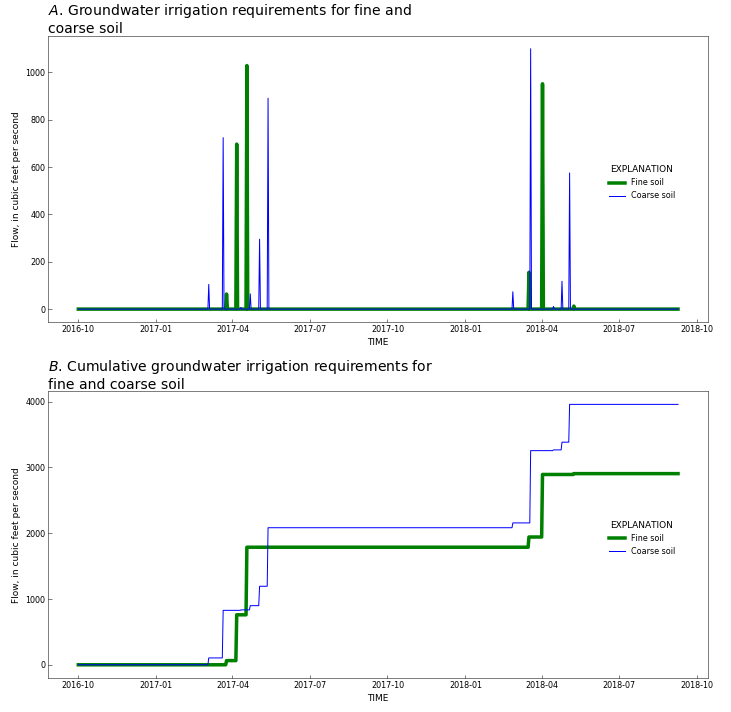 A. Groundwater irrigation requirements for fine and
coarse soil
1000
800
600
400
200
0
Flow, in cubic feet per second
EXPLANATION
Fine soil
Coarse soil
2016-10 2017-01 2017-04 2017-07 2017-10 2018-01 2018-04 2018-07 2018-10
TIME
B. Cumulative groundwater irrigation requirements for
fine and coarse soil
4000
3000
2000
1000
0
Flow, in cubic feet per second
EXPLANATION
Fine soil
Coarse soil
2016-10 2017-01 2017-04 2017-07 2017-10 2018-01 2018-04 2018-07 2018-10
TIME